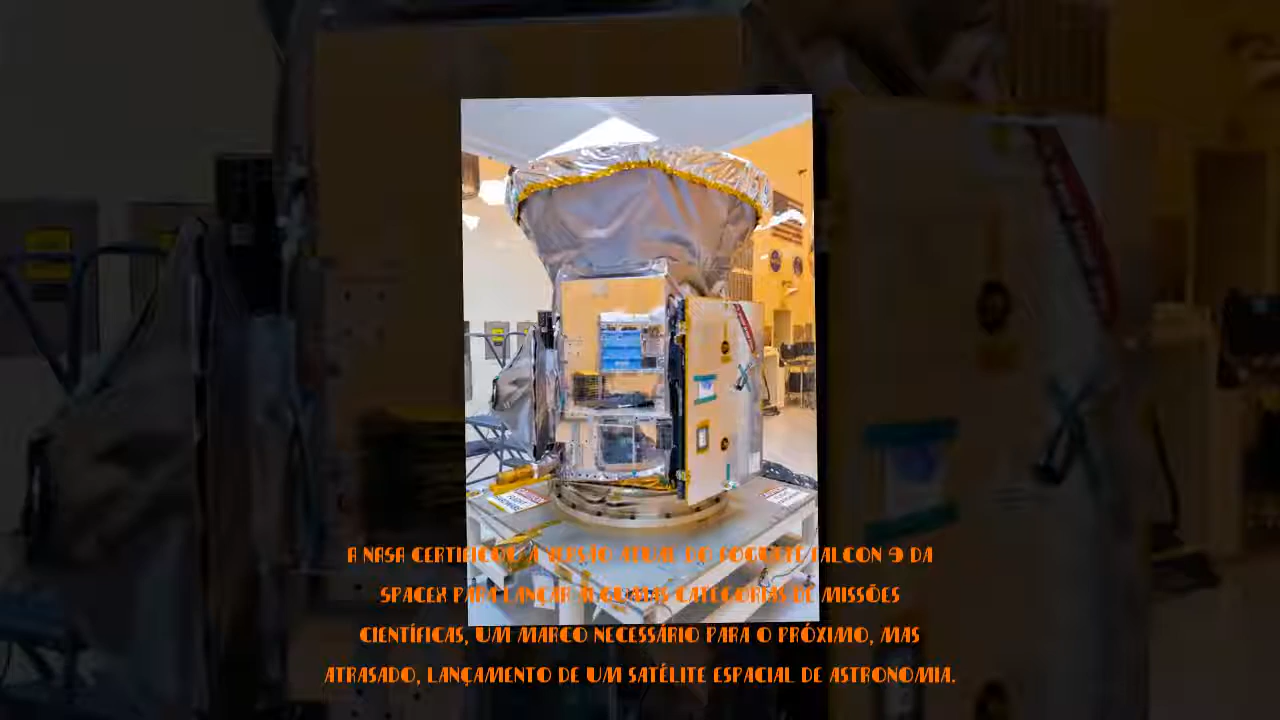 A NASA CERTIFICOU A VERSÃO ATUAL DO FOGUETE FALCON 9 DA
SPACEX PARA LANÇAR ALGUMAS CATEGORIAS DE MISSÕES
CIENTÍFICAS, UM MARCO NECESSÁRIO PARA O PRÓXIMO, MAS
ATRASADO, LANÇAMENTO DE UM SATÉLITE ESPACIAL DE ASTRONOMIA.